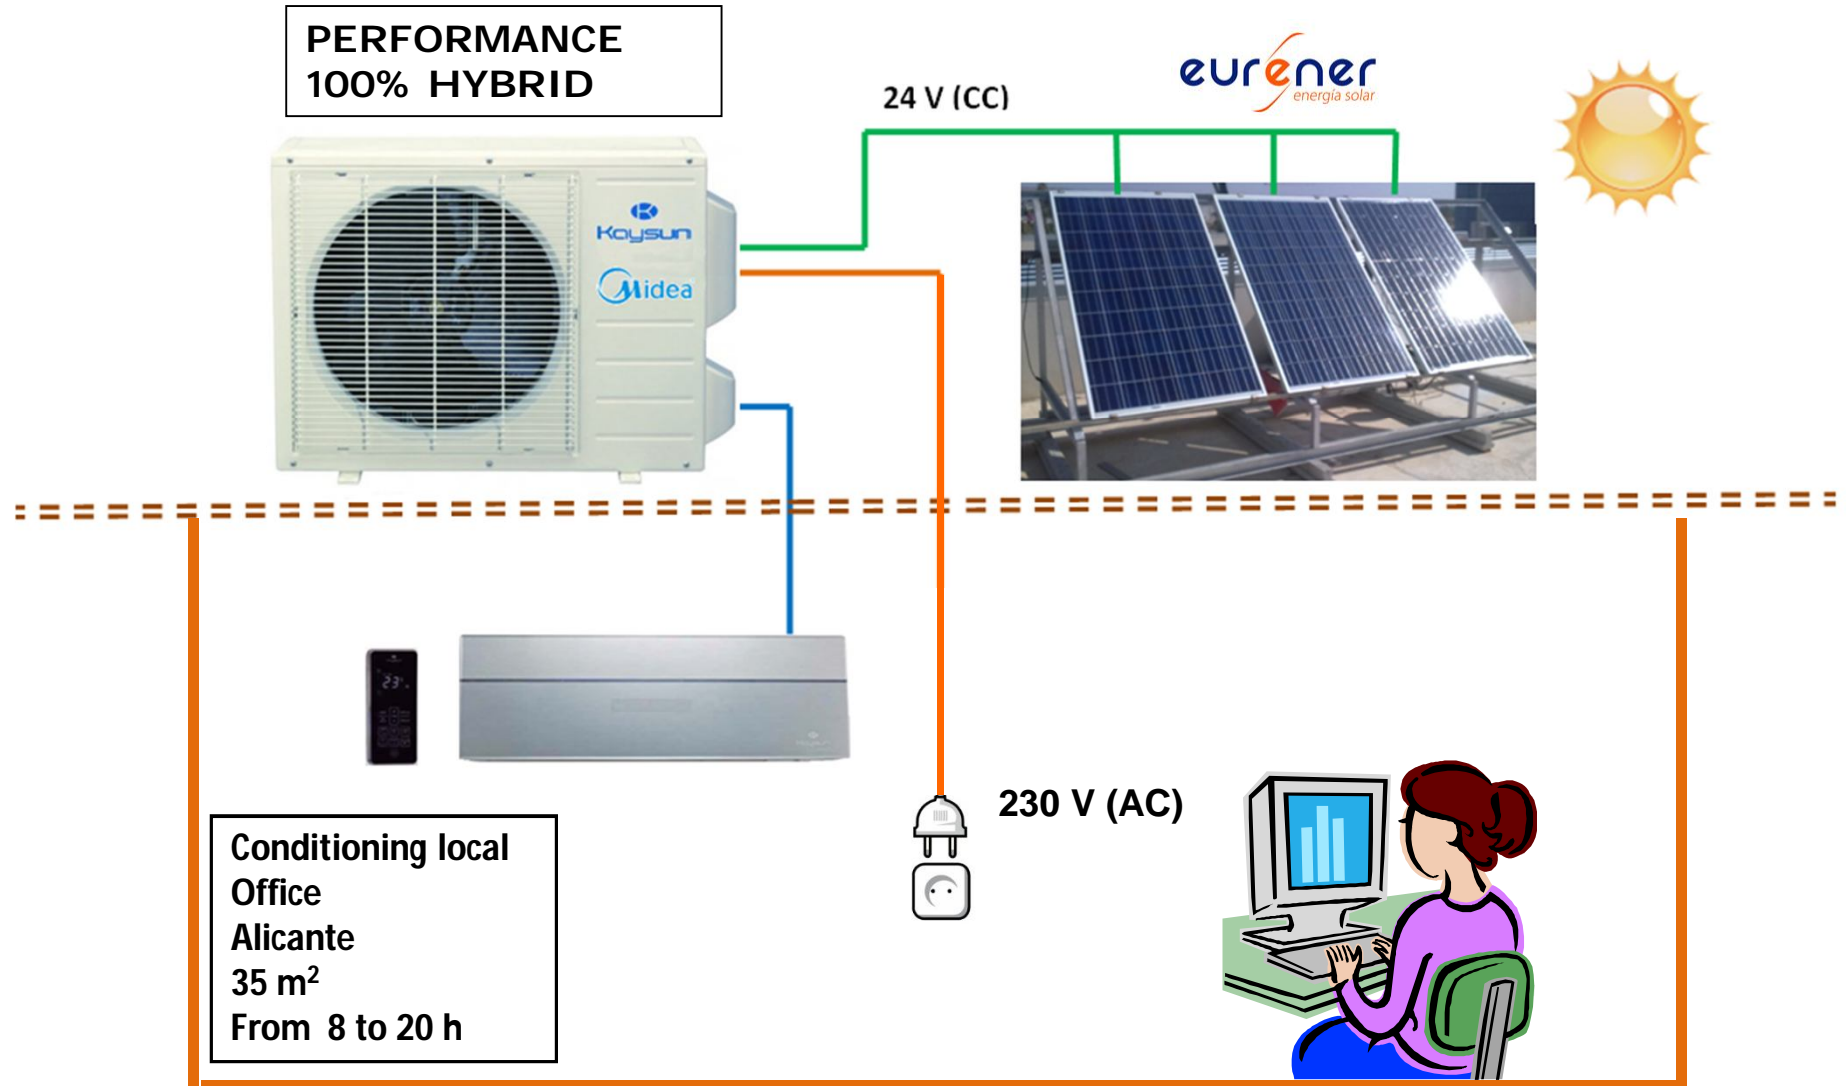 PERFORMANCE
100% HYBRID
24 V (CC)
eurener
energía solar
Kaysun
Midea
23
230 V (AC)
Conditioning local
Office
Alicante
35 m²
From 8 to 20 h